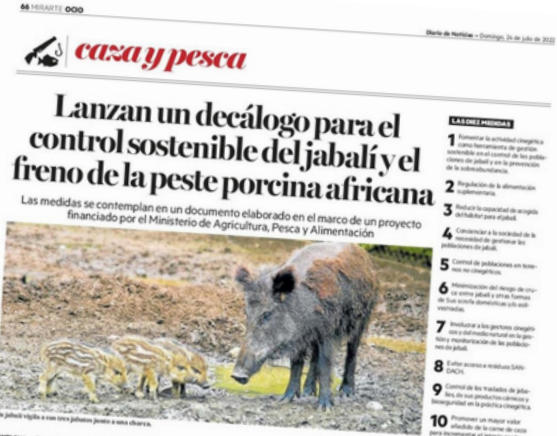 66 MIRARTE OCIO
Diario de Noticias – Domingo, 24 de julio de 2022
caza y pesca
Lanzan un decálogo para el
control sostenible del jabalí y el
freno de la peste porcina africana
Las medidas se contemplan en un documento elaborado en el marco de un proyecto
financiado por el Ministerio de Agricultura, Pesca y Alimentación
jabalí vigila a sus tres jabatos junto a una charca.
LAS DIEZ MEDIDAS
1 Fomentar la actividad cinegética
como herramienta de gestión
sostenible en el control de las pobla-
ciones de jabalí y en la prevención
de la sobreabundancia.
2 Regulación de la alimentación
suplementaria.
3 Reducir la capacidad de acogida
del hábitat para el jabalí.
4 Concienciar a la sociedad de la
necesidad de gestionar las
poblaciones de jabalí.
5 Control de poblaciones en terre-
nos no cinegéticos.
6 Minimización del riesgo de cru-
ce entre jabalí y otras formas
de Sus scrofa domésticas y/o asil-
vestradas.
7 Involucrar a los gestores cinegéti-
cos y del medio natural en la ges-
tión y monitorización de las poblacio-
nes de jabalí.
8 Evitar acceso a residuos SAN-
DACH.
9 Control de los traslados de jaba-
líes, de sus productos cárnicos y
bioseguridad en la práctica cinegética.
10 Promover un mayor valor
añadido de la carne de caza
para incrementar el